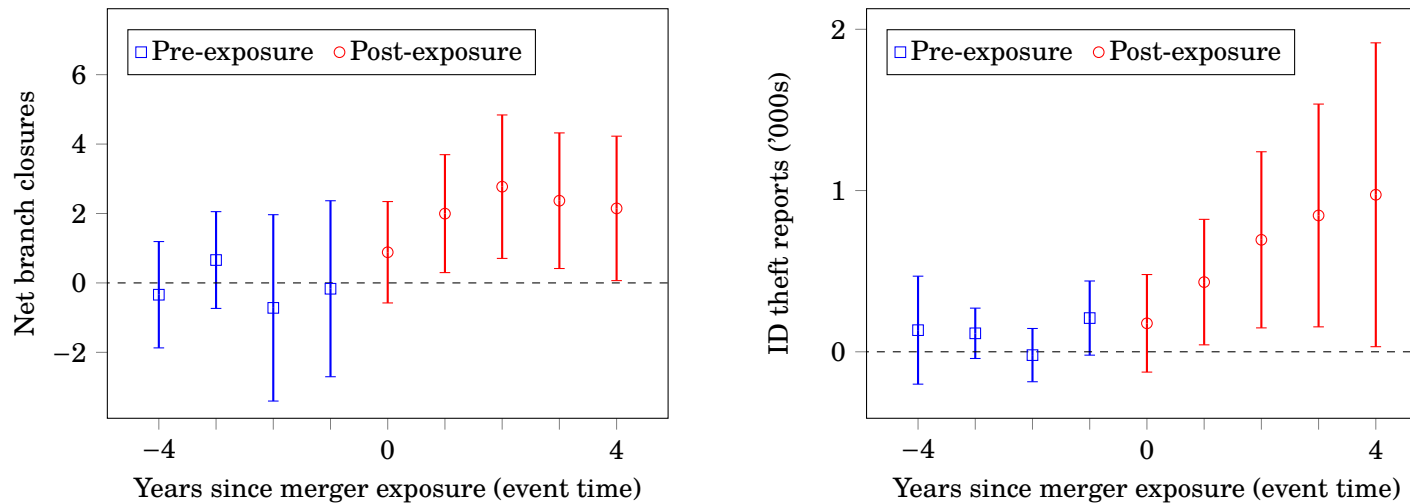 Pre-exposure Post-exposure
Net branch closures
6
4
2
0
−2
−4 0 4
Years since merger exposure (event time)
Pre-exposure Post-exposure
ID theft reports ('000s)
2
1
0
−4 0 4
Years since merger exposure (event time)